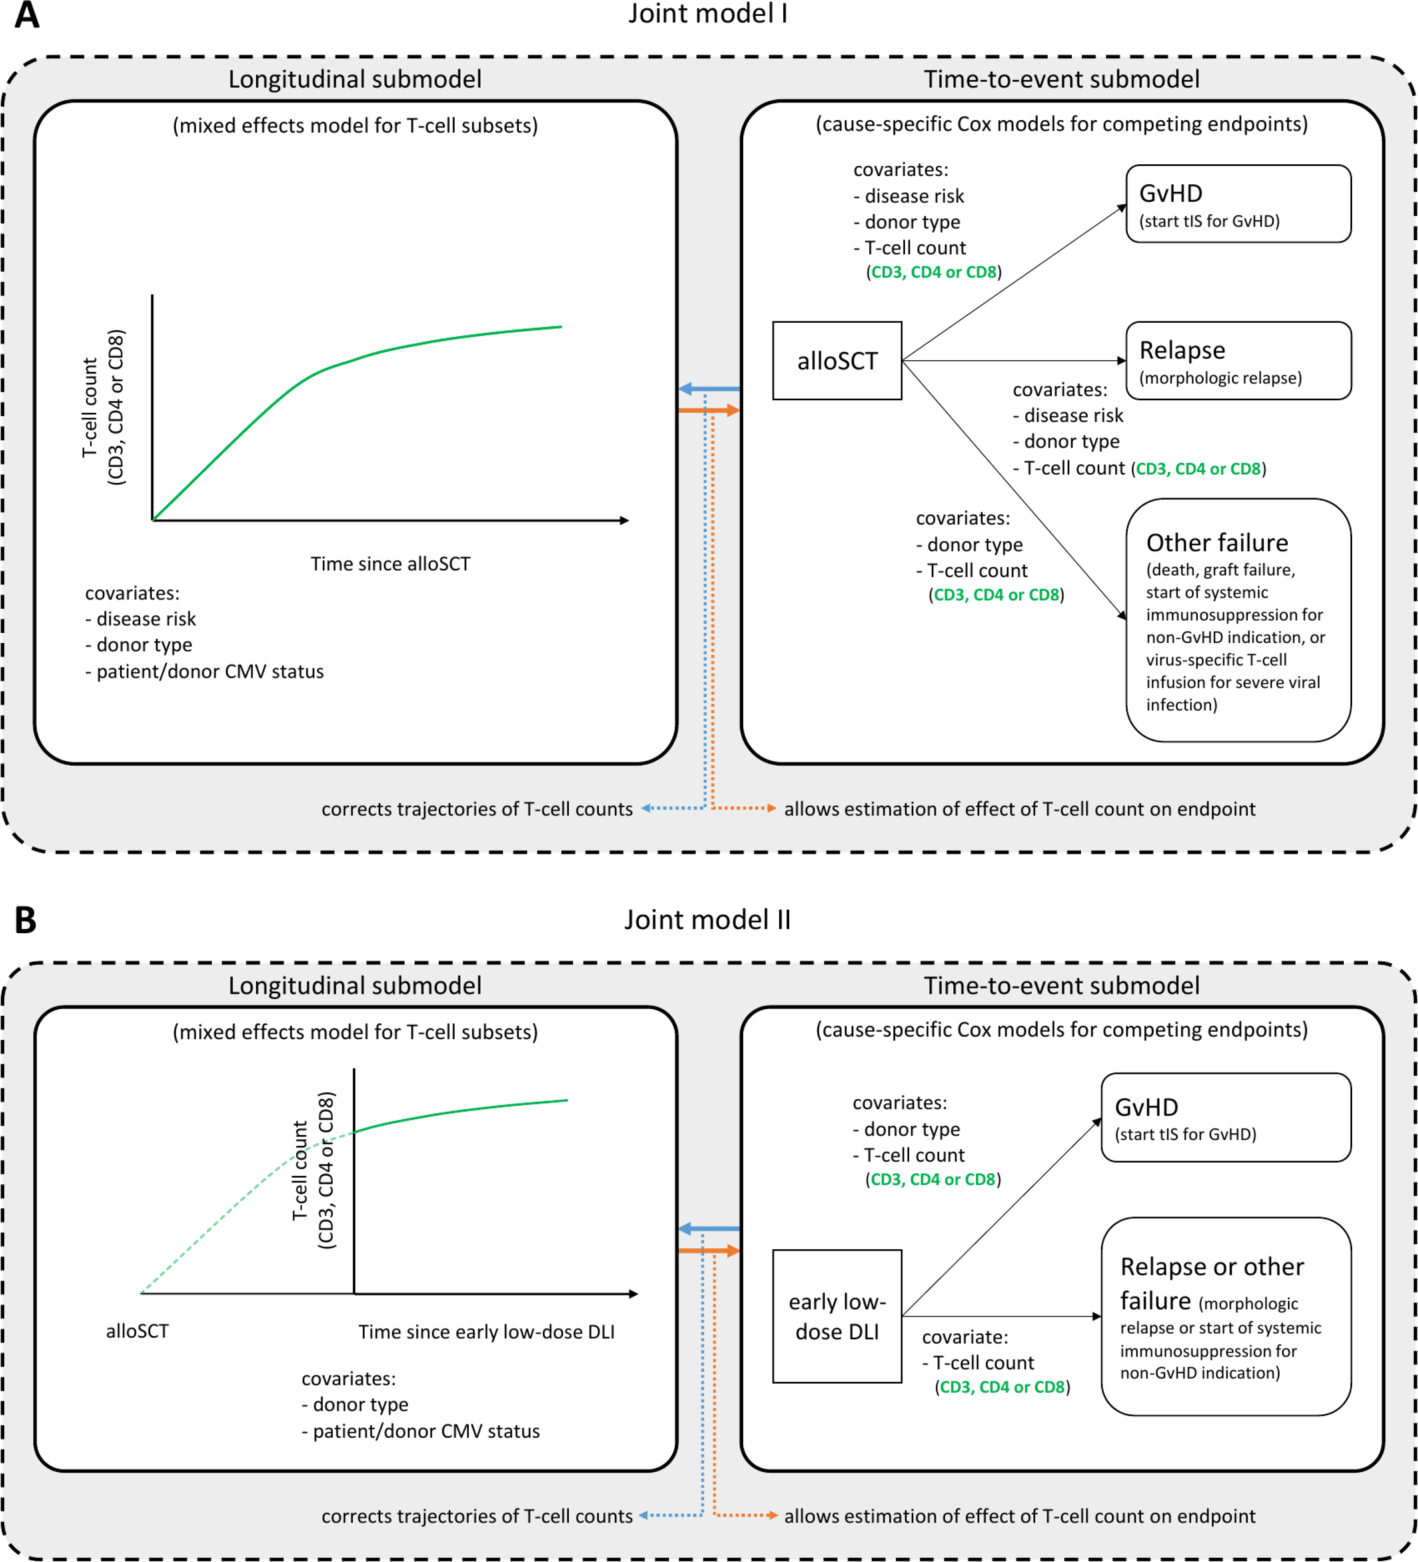 A
Joint model I
Longitudinal submodel
(mixed effects model for T-cell subsets)
T-cell count
(CD3, CD4 or CD8)
Time since alloSCT
covariates:
- disease risk
- donor type
- patient/donor CMV status
Time-to-event submodel
(cause-specific Cox models for competing endpoints)
covariates:
- disease risk
- donor type
- T-cell count
(CD3, CD4 or CD8)
alloSCT
GvHD
(start tIS for GvHD)
Relapse
(morphologic relapse)
covariates:
- disease risk
- donor type
- T-cell count (CD3, CD4 or CD8)
covariates:
- donor type
- T-cell count
(CD3, CD4 or CD8)
Other failure
(death, graft failure,
start of systemic
immunosuppression for
non-GvHD indication, or
virus-specific T-cell
infusion for severe viral
infection)
corrects trajectories of T-cell counts
allows estimation of effect of T-cell count on endpoint
B
Joint model II
Longitudinal submodel
(mixed effects model for T-cell subsets)
T-cell count
(CD3, CD4 or CD8)
alloSCT
Time since early low-dose DLI
covariates:
- donor type
- patient/donor CMV status
Time-to-event submodel
(cause-specific Cox models for competing endpoints)
covariates:
- donor type
- T-cell count
(CD3, CD4 or CD8)
early low-
dose DLI
GvHD
(start tIS for GvHD)
covariate:
- T-cell count
(CD3, CD4 or CD8)
Relapse or other
failure (morphologic
relapse or start of systemic
immunosuppression for
non-GvHD indication)
corrects trajectories of T-cell counts
allows estimation of effect of T-cell count on endpoint